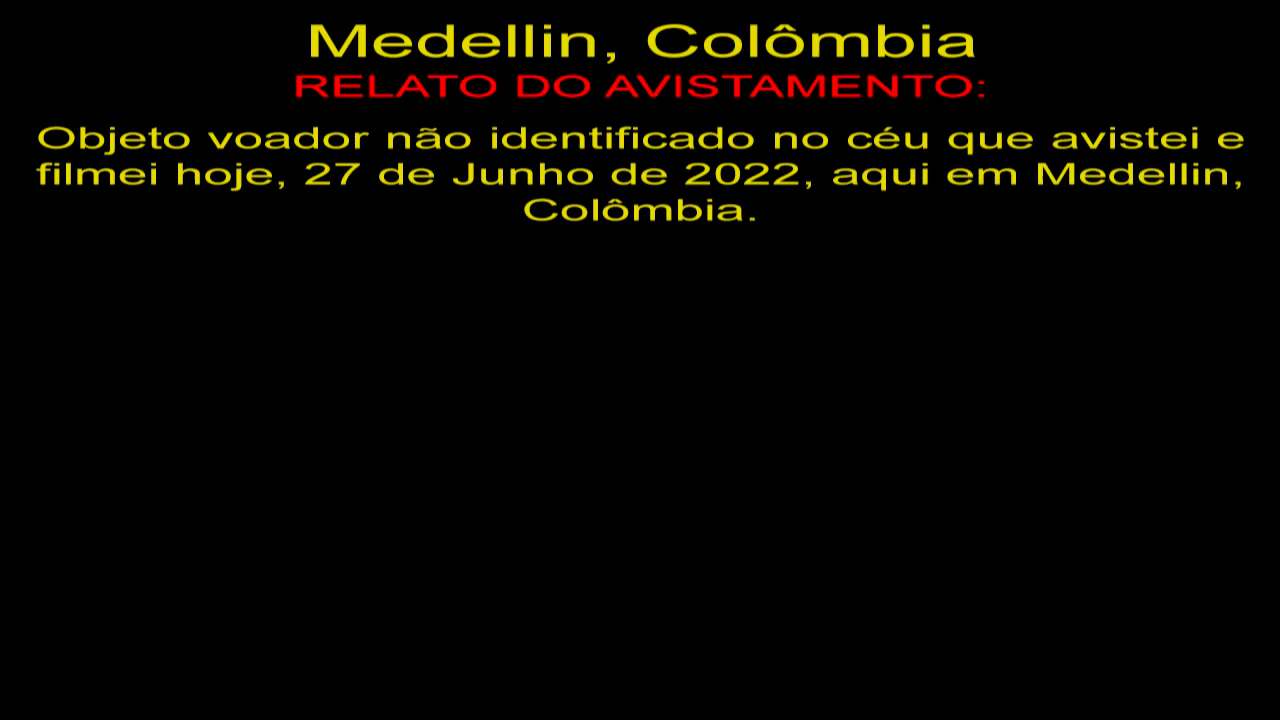 Medellin, Colômbia
RELATO DO AVISTAMENTO:
Objeto voador não identificado no céu que avistei e
filmei hoje, 27 de Junho de 2022, aqui em Medellin,
Colômbia.